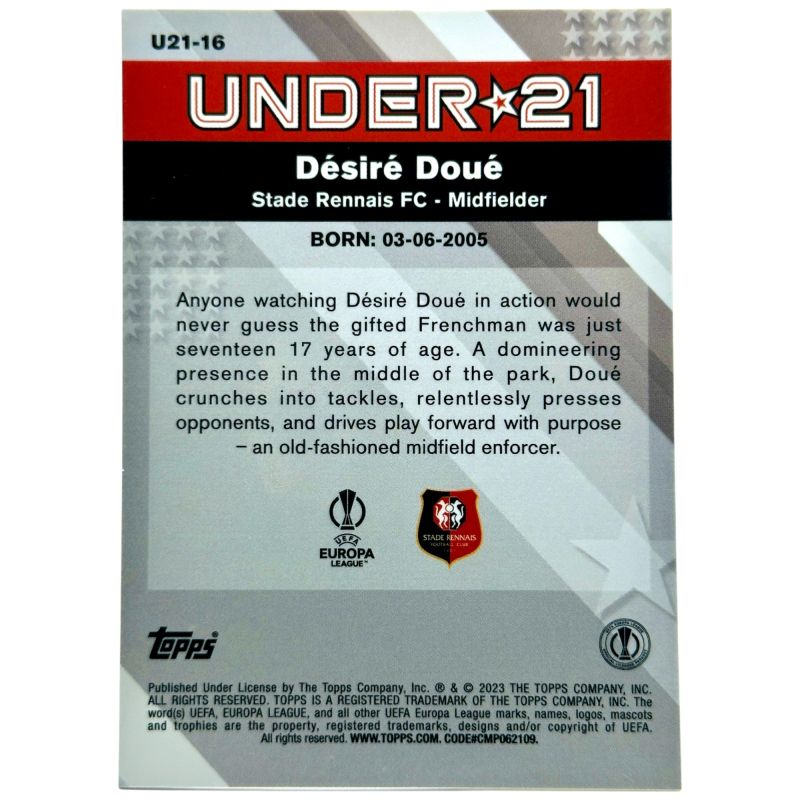 U21-16
UNDER★21
Désiré Doué
Stade Rennais FC - Midfielder
BORN: 03-06-2005
Anyone watching Désiré Doué in action would
never guess the gifted Frenchman was just
seventeen 17 years of age. A domineering
presence in the middle of the park, Doué
crunches into tackles, relentlessly presses
opponents, and drives play forward with purpose
– an old-fashioned midfield enforcer.
UEFA
EUROPA
LEAGUE™
STADE RENNAIS
FOOTBALL CLUB
Topps
Published Under License by The Topps Company, Inc. ® & © 2023 THE TOPPS COMPANY, INC.
ALL RIGHTS RESERVED. TOPPS IS A REGISTERED TRADEMARK OF THE TOPPS COMPANY, INC. The
word(s) UEFA, EUROPA LEAGUE, and all other UEFA Europa League marks, names, logos, mascots
and trophies are the property, registered trademarks, designs and/or copyright of UEFA.
All rights reserved. WWW.TOPPS.COM. CODE#CMP062109.